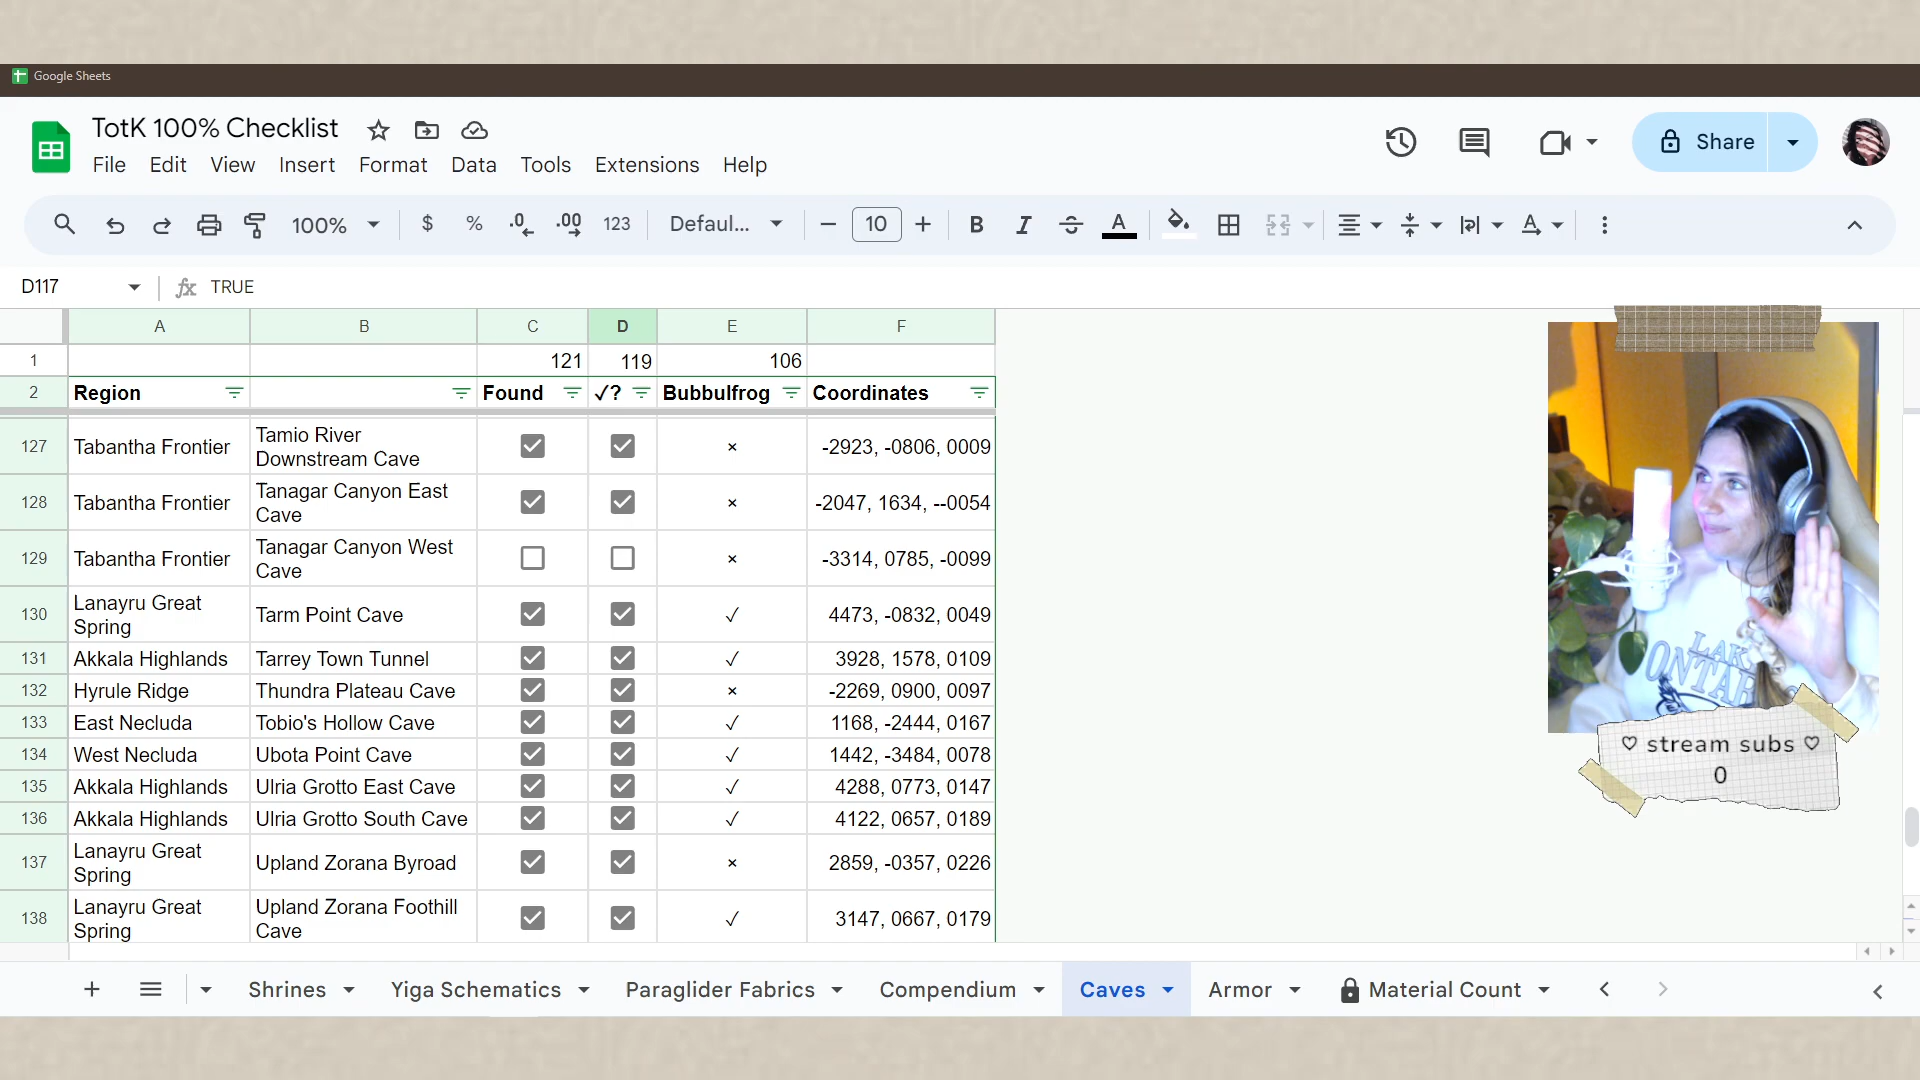 Google Sheets
TotK 100% Checklist
File Edit View Insert Format Data Tools Extensions Help
Share
100% $ % .0 .00 123 Defaul... 10 B I S A A
D117 fx TRUE
A B C D E F
1 121 119 106
2 Region Found ✓? Bubbulfrog Coordinates
127 Tabantha Frontier Tamio River Downstream Cave × -2923, -0806, 0009
128 Tabantha Frontier Tanagar Canyon East Cave × -2047, 1634, --0054
129 Tabantha Frontier Tanagar Canyon West Cave × -3314, 0785, -0099
130 Lanayru Great Spring Tarm Point Cave ✓ 4473, -0832, 0049
131 Akkala Highlands Tarrey Town Tunnel ✓ 3928, 1578, 0109
132 Hyrule Ridge Thundra Plateau Cave × -2269, 0900, 0097
133 East Necluda Tobio's Hollow Cave ✓ 1168, -2444, 0167
134 West Necluda Ubota Point Cave ✓ 1442, -3484, 0078
135 Akkala Highlands Ulria Grotto East Cave ✓ 4288, 0773, 0147
136 Akkala Highlands Ulria Grotto South Cave ✓ 4122, 0657, 0189
137 Lanayru Great Spring Upland Zorana Byroad × 2859, -0357, 0226
138 Lanayru Great Spring Upland Zorana Foothill Cave ✓ 3147, 0667, 0179
♡ stream subs ♡
0
Shrines Yiga Schematics Paraglider Fabrics Compendium Caves Armor Material Count